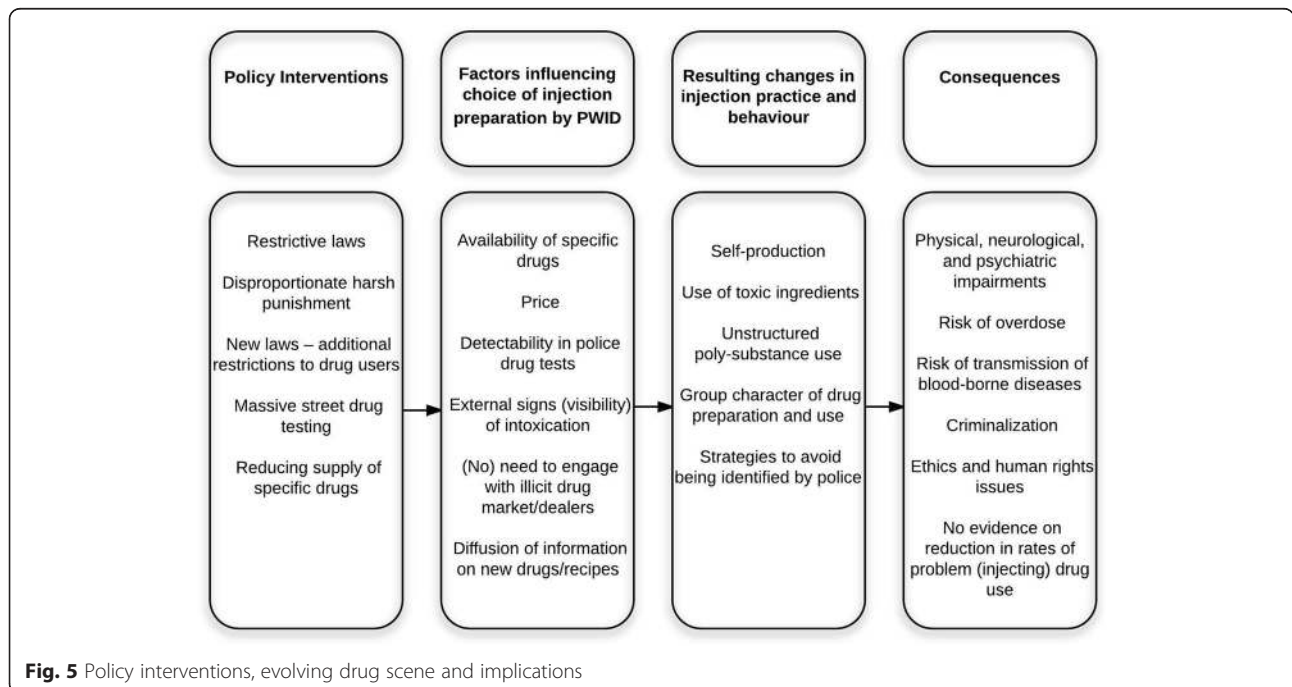 Policy Interventions
Factors influencing
choice of injection
preparation by PWID
Resulting changes in
injection practice and
behaviour
Consequences
Restrictive laws
Disproportionate harsh
punishment
New laws – additional
restrictions to drug users
Massive street drug
testing
Reducing supply of
specific drugs
Availability of specific
drugs
Price
Detectability in police
drug tests
External signs (visibility)
of intoxication
(No) need to engage
with illicit drug
market/dealers
Diffusion of information
on new drugs/recipes
Self-production
Use of toxic ingredients
Unstructured
poly-substance use
Group character of drug
preparation and use
Strategies to avoid
being identified by police
Physical, neurological,
and psychiatric
impairments
Risk of overdose
Risk of transmission of
blood-borne diseases
Criminalization
Ethics and human rights
issues
No evidence on
reduction in rates of
problem (injecting) drug
use
Fig. 5 Policy interventions, evolving drug scene and implications